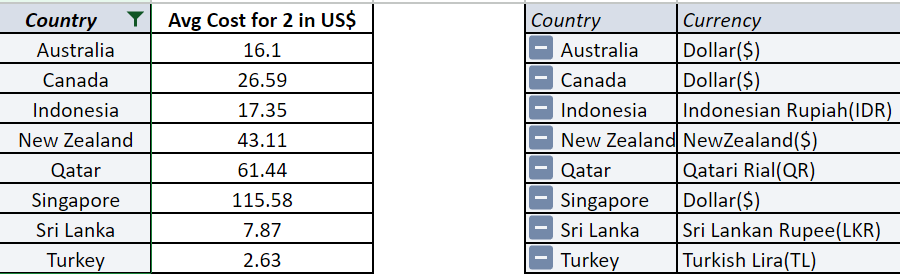 Country Avg Cost for 2 in US$
Australia 16.1
Canada 26.59
Indonesia 17.35
New Zealand 43.11
Qatar 61.44
Singapore 115.58
Sri Lanka 7.87
Turkey 2.63
Country Currency
Australia Dollar($)
Canada Dollar($)
Indonesia Indonesian Rupiah(IDR)
New Zealand NewZealand($)
Qatar Qatari Rial(QR)
Singapore Dollar($)
Sri Lanka Sri Lankan Rupee(LKR)
Turkey Turkish Lira(TL)